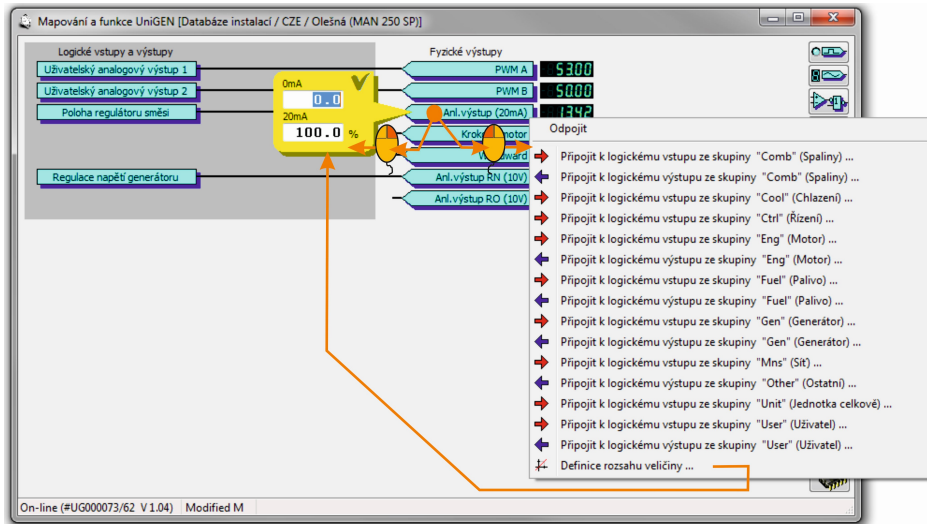 Mapování a funkce UniGEN [Databáze instalací / CZE / Olešná (MAN 250 SP)]
Logické vstupy a výstupy
Fyzické výstupy
Uživatelský analogový výstup 1
PWM A
53.00
Uživatelský analogový výstup 2
PWM B
50.00
Poloha regulátoru směsi
Anl.výstup (20mA)
13.42
0mA
0.0
20mA
100.0 %
Regulace napětí generátoru
Anl.výstup RN (10V)
Anl.výstup RO (10V)
Odpojit
Připojit k logickému vstupu ze skupiny "Comb" (Spaliny) ...
Připojit k logickému výstupu ze skupiny "Comb" (Spaliny) ...
Připojit k logickému vstupu ze skupiny "Cool" (Chlazení) ...
Připojit k logickému vstupu ze skupiny "Ctrl" (Řízení) ...
Připojit k logickému vstupu ze skupiny "Eng" (Motor) ...
Připojit k logickému výstupu ze skupiny "Eng" (Motor) ...
Připojit k logickému vstupu ze skupiny "Fuel" (Palivo) ...
Připojit k logickému výstupu ze skupiny "Fuel" (Palivo) ...
Připojit k logickému vstupu ze skupiny "Gen" (Generátor) ...
Připojit k logickému výstupu ze skupiny "Gen" (Generátor) ...
Připojit k logickému vstupu ze skupiny "Mns" (Síť) ...
Připojit k logickému výstupu ze skupiny "Other" (Ostatní) ...
Připojit k logickému vstupu ze skupiny "Unit" (Jednotka celkově) ...
Připojit k logickému vstupu ze skupiny "User" (Uživatel) ...
Připojit k logickému výstupu ze skupiny "User" (Uživatel) ...
Definice rozsahu veličiny ...
On-line (#UG000073/62 V 1.04) Modified M